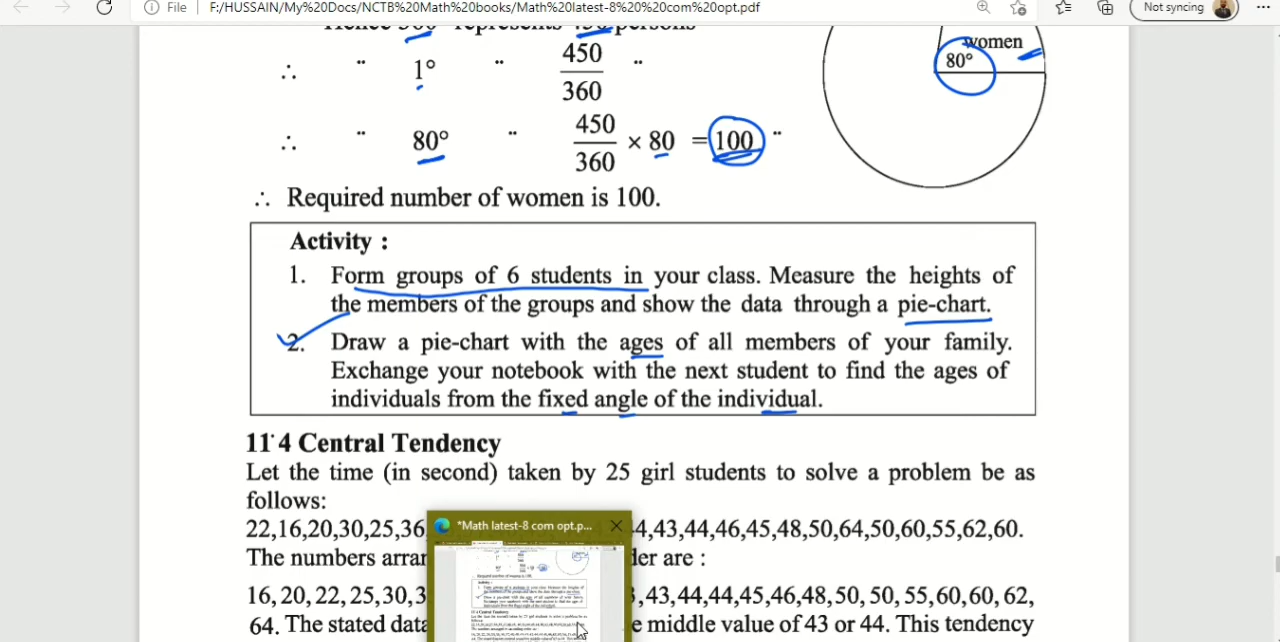 File F:/HUSSAIN/My%20Docs/NCTB%20Math%20books/Math%20latest-8%20%20com%20opt.pdf Not syncing
Hence 360° represents 450 persons
∴ " 1° " 450/360 "
∴ " 80° " 450/360 × 80 = 100 "
women
80°
∴ Required number of women is 100.
Activity :
1. Form groups of 6 students in your class. Measure the heights of
the members of the groups and show the data through a pie-chart.
2. Draw a pie-chart with the ages of all members of your family.
Exchange your notebook with the next student to find the ages of
individuals from the fixed angle of the individual.
11·4 Central Tendency
Let the time (in second) taken by 25 girl students to solve a problem be as
follows:
22,16,20,30,25,36 4,43,44,46,45,48,50,64,50,60,55,62,60.
*Math latest-8 com opt.p...
The numbers arran der are :
16, 20, 22, 25, 30, 3 ,43,44,44,45,46,48,50, 50, 55,60,60, 62,
64. The stated data e middle value of 43 or 44. This tendency